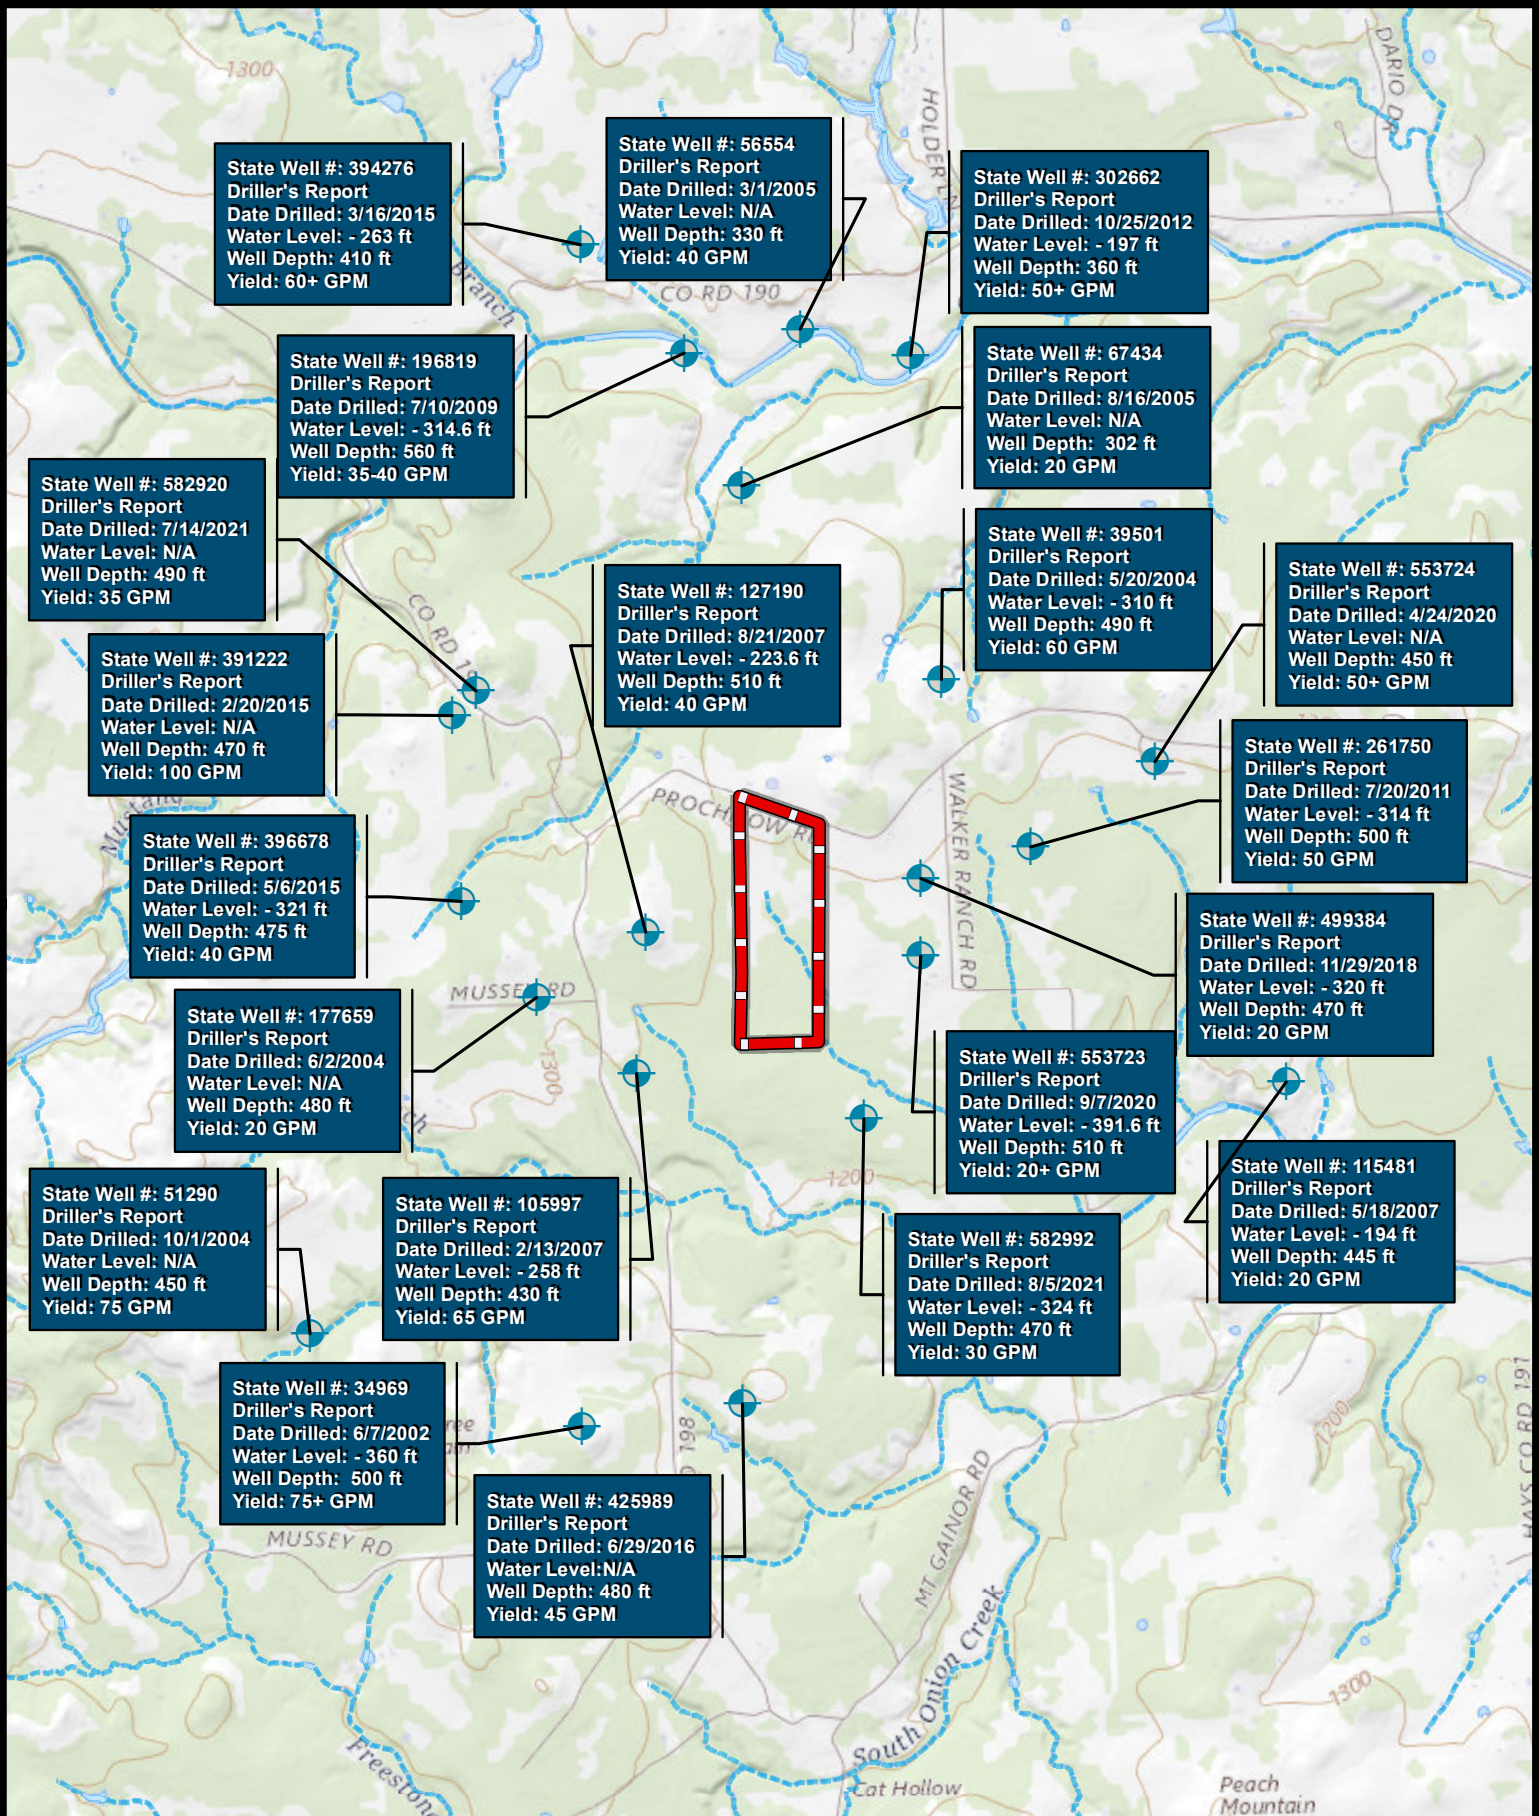 1300
DARIO DR
HOLDER LN
State Well #: 394276
Driller's Report
Date Drilled: 3/16/2015
Water Level: - 263 ft
Well Depth: 410 ft
Yield: 60+ GPM
State Well #: 56554
Driller's Report
Date Drilled: 3/1/2005
Water Level: N/A
Well Depth: 330 ft
Yield: 40 GPM
State Well #: 302662
Driller's Report
Date Drilled: 10/25/2012
Water Level: - 197 ft
Well Depth: 360 ft
Yield: 50+ GPM
Branch
CO RD 190
State Well #: 196819
Driller's Report
Date Drilled: 7/10/2009
Water Level: - 314.6 ft
Well Depth: 560 ft
Yield: 35-40 GPM
State Well #: 67434
Driller's Report
Date Drilled: 8/16/2005
Water Level: N/A
Well Depth: 302 ft
Yield: 20 GPM
State Well #: 582920
Driller's Report
Date Drilled: 7/14/2021
Water Level: N/A
Well Depth: 490 ft
Yield: 35 GPM
State Well #: 39501
Driller's Report
Date Drilled: 5/20/2004
Water Level: - 310 ft
Well Depth: 490 ft
Yield: 60 GPM
State Well #: 553724
Driller's Report
Date Drilled: 4/24/2020
Water Level: N/A
Well Depth: 450 ft
Yield: 50+ GPM
State Well #: 127190
Driller's Report
Date Drilled: 8/21/2007
Water Level: - 223.6 ft
Well Depth: 510 ft
Yield: 40 GPM
CO RD
State Well #: 391222
Driller's Report
Date Drilled: 2/20/2015
Water Level: N/A
Well Depth: 470 ft
Yield: 100 GPM
Mustang
State Well #: 261750
Driller's Report
Date Drilled: 7/20/2011
Water Level: - 314 ft
Well Depth: 500 ft
Yield: 50 GPM
WALKER RANCH RD
State Well #: 396678
Driller's Report
Date Drilled: 5/6/2015
Water Level: - 321 ft
Well Depth: 475 ft
Yield: 40 GPM
State Well #: 499384
Driller's Report
Date Drilled: 11/29/2018
Water Level: - 320 ft
Well Depth: 470 ft
Yield: 20 GPM
MUSSEY RD
State Well #: 177659
Driller's Report
Date Drilled: 6/2/2004
Water Level: N/A
Well Depth: 480 ft
Yield: 20 GPM
1300
State Well #: 553723
Driller's Report
Date Drilled: 9/7/2020
Water Level: - 391.6 ft
Well Depth: 510 ft
Yield: 20+ GPM
State Well #: 115481
Driller's Report
Date Drilled: 5/18/2007
Water Level: - 194 ft
Well Depth: 445 ft
Yield: 20 GPM
1200
State Well #: 51290
Driller's Report
Date Drilled: 10/1/2004
Water Level: N/A
Well Depth: 450 ft
Yield: 75 GPM
State Well #: 105997
Driller's Report
Date Drilled: 2/13/2007
Water Level: - 258 ft
Well Depth: 430 ft
Yield: 65 GPM
State Well #: 582992
Driller's Report
Date Drilled: 8/5/2021
Water Level: - 324 ft
Well Depth: 470 ft
Yield: 30 GPM
State Well #: 34969
Driller's Report
Date Drilled: 6/7/2002
Water Level: - 360 ft
Well Depth: 500 ft
Yield: 75+ GPM
198
1200
HAYS CO RD 191
State Well #: 425989
Driller's Report
Date Drilled: 6/29/2016
Water Level:N/A
Well Depth: 480 ft
Yield: 45 GPM
MUSSEY RD
MT GAINOR RD
South Onion Creek
1300
Freestone
Cat Hollow
Peach
Mountain